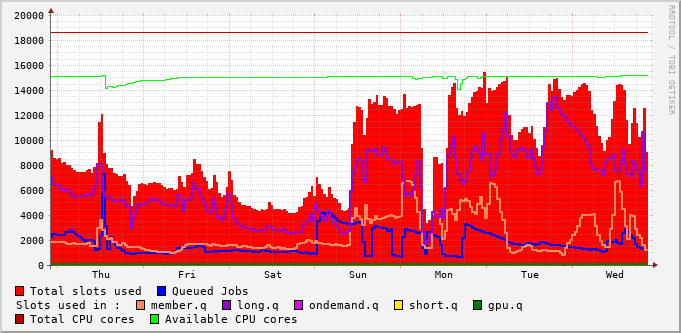 RRDTOOL / TOBI OETIKER
20000
18000
16000
14000
12000
10000
8000
6000
4000
2000
0
Thu Fri Sat Sun Mon Tue Wed
Total slots used Queued Jobs
Slots used in : member.q long.q ondemand.q short.q gpu.q
Total CPU cores Available CPU cores